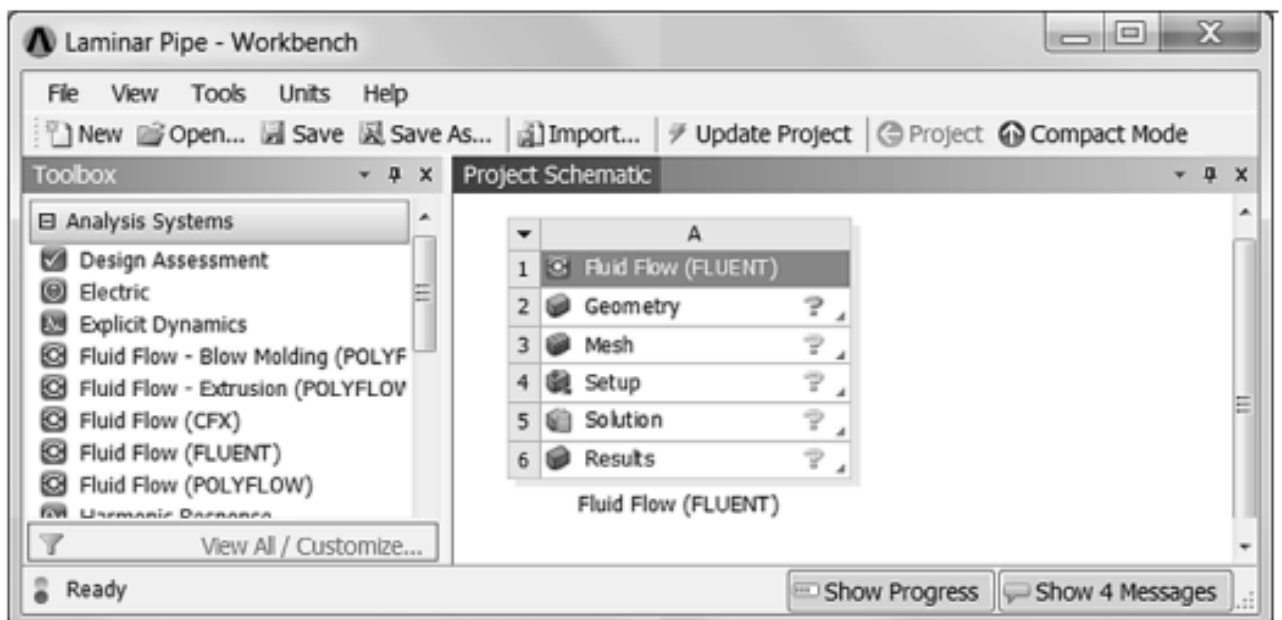 Laminar Pipe - Workbench
File View Tools Units Help
New Open... Save Save As... Import... Update Project Project Compact Mode
Toolbox
Analysis Systems
Design Assessment
Electric
Explicit Dynamics
Fluid Flow - Blow Molding (POLYF
Fluid Flow - Extrusion (POLYFLOW
Fluid Flow (CFX)
Fluid Flow (FLUENT)
Fluid Flow (POLYFLOW)
Harmonic Response
View All / Customize...
Project Schematic
A
1 Fluid Flow (FLUENT)
2 Geometry ?
3 Mesh ?
4 Setup ?
5 Solution ?
6 Results ?
Fluid Flow (FLUENT)
Ready
Show Progress Show 4 Messages